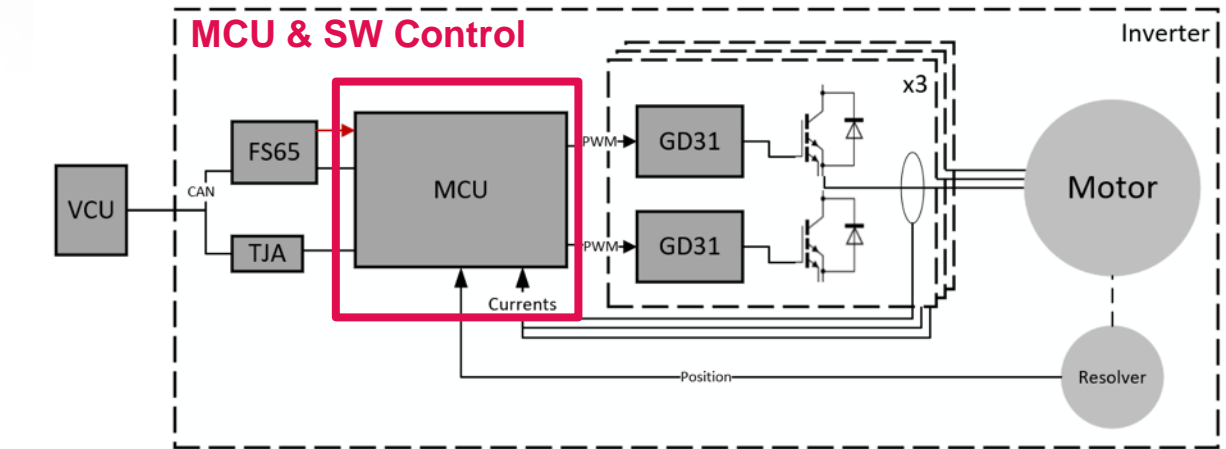 MCU & SW Control
Inverter
x3
FS65
PWM
GD31
VCU
CAN
MCU
Motor
TJA
PWM
GD31
Currents
Position
Resolver